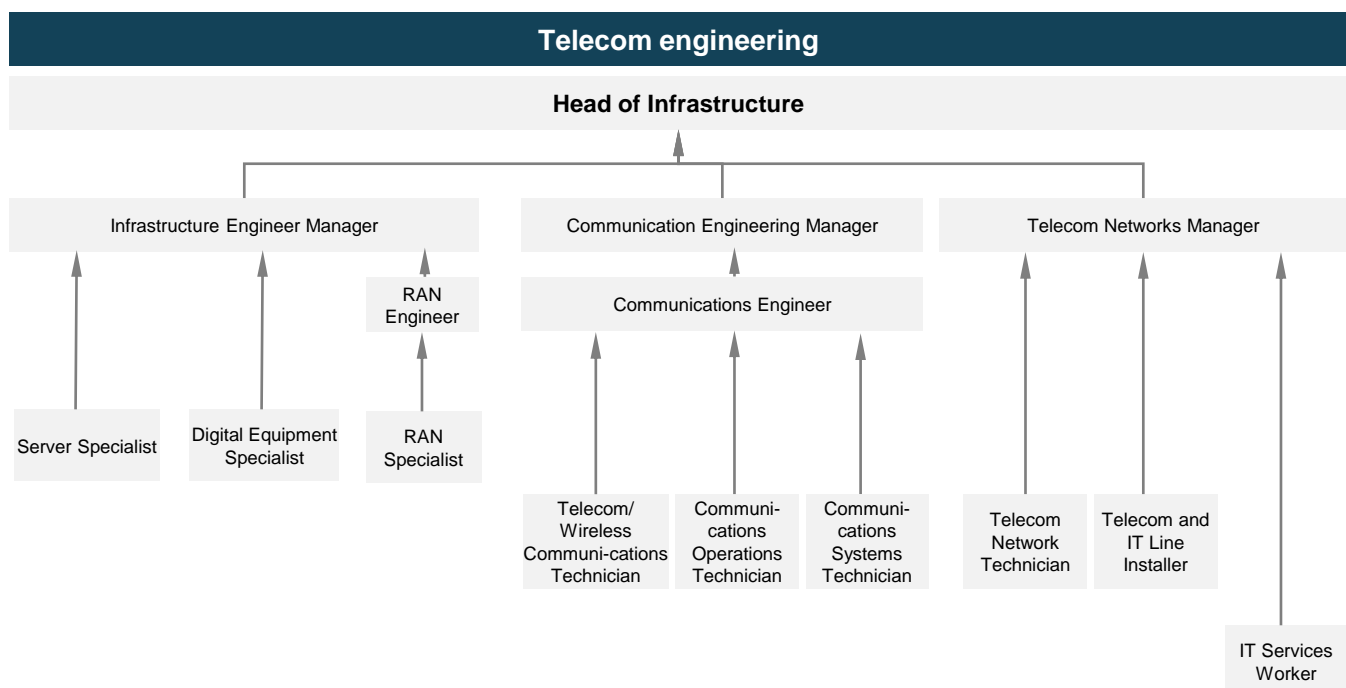 Telecom engineering
Head of Infrastructure
Infrastructure Engineer Manager
Communication Engineering Manager
Telecom Networks Manager
RAN
Engineer
Communications Engineer
Server Specialist
Digital Equipment
Specialist
RAN
Specialist
Telecom/
Wireless
Communi-cations
Technician
Communi-
cations
Operations
Technician
Communi-
cations
Systems
Technician
Telecom
Network
Technician
Telecom and
IT Line
Installer
IT Services
Worker